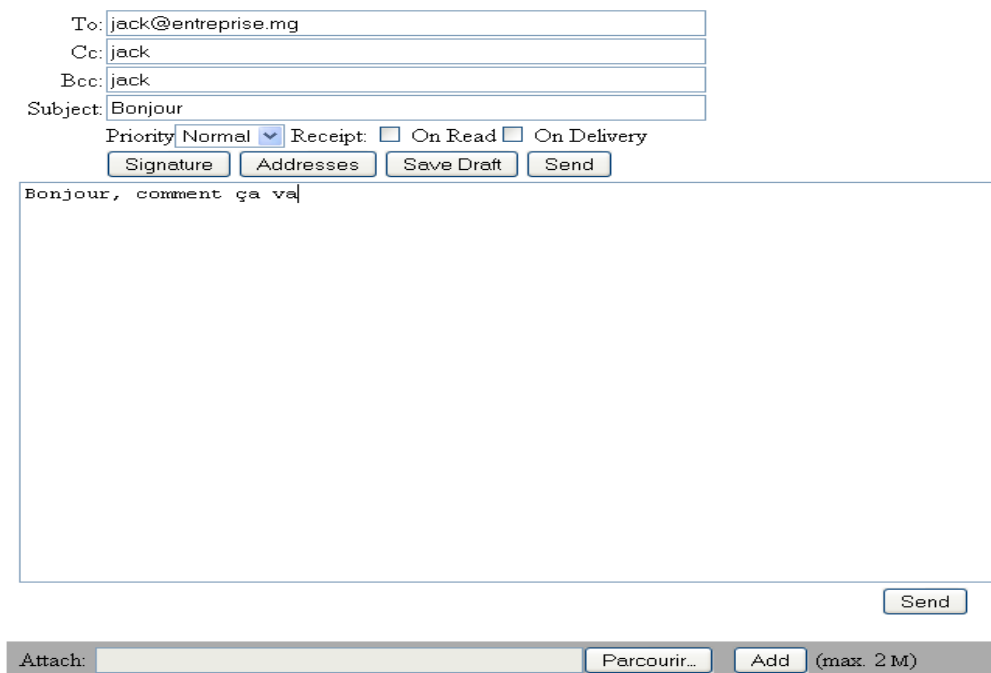 To: jack@entreprise.mg
Cc: jack
Bcc: jack
Subject: Bonjour
Priority Normal Receipt: On Read On Delivery
Signature Addresses Save Draft Send
Bonjour, comment ça va
Send
Attach: Parcourir... Add (max. 2 M)